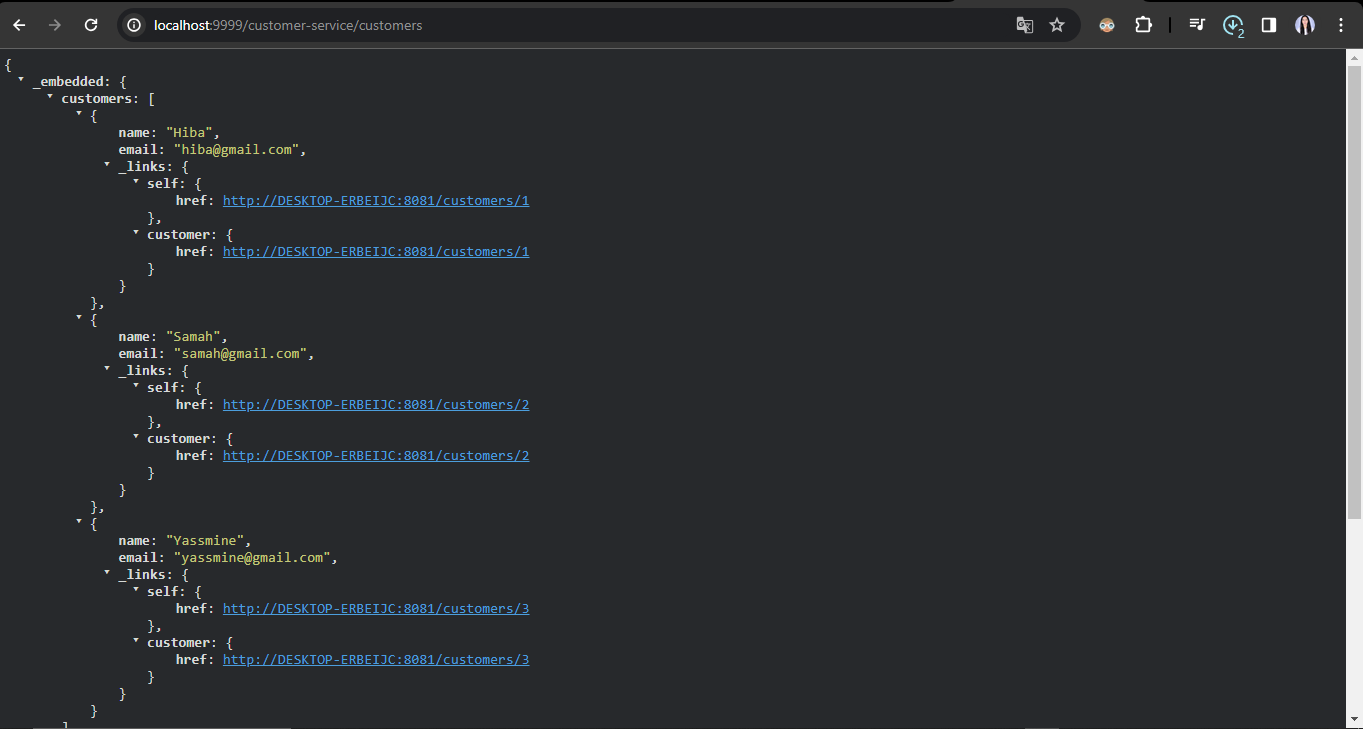 localhost:9999/customer-service/customers
2
{
_embedded: {
customers: [
{
name: "Hiba",
email: "hiba@gmail.com",
_links: {
self: {
href: http://DESKTOP-ERBEIJC:8081/customers/1
},
customer: {
href: http://DESKTOP-ERBEIJC:8081/customers/1
}
}
},
{
name: "Samah",
email: "samah@gmail.com",
_links: {
self: {
href: http://DESKTOP-ERBEIJC:8081/customers/2
},
customer: {
href: http://DESKTOP-ERBEIJC:8081/customers/2
}
}
},
{
name: "Yassmine",
email: "yassmine@gmail.com",
_links: {
self: {
href: http://DESKTOP-ERBEIJC:8081/customers/3
},
customer: {
href: http://DESKTOP-ERBEIJC:8081/customers/3
}
}
}